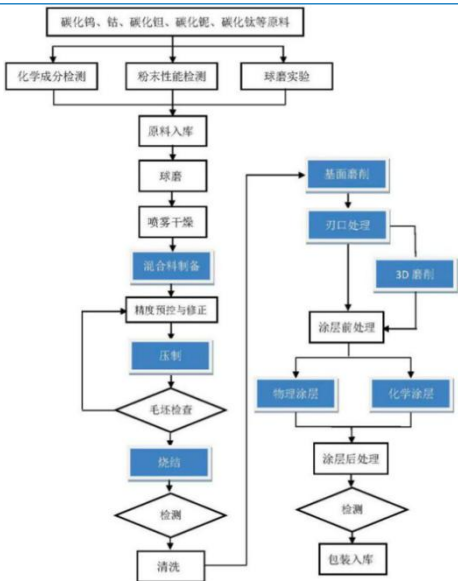 碳化钨、钴、碳化钽、碳化铌、碳化钛等原料
化学成分检测
粉末性能检测
球磨实验
原料入库
球磨
喷雾干燥
混合料制备
精度预控与修正
压制
毛坯检查
烧结
检测
清洗
基面磨削
刃口处理
3D 磨削
涂层前处理
物理涂层
化学涂层
涂层后处理
检测
包装入库